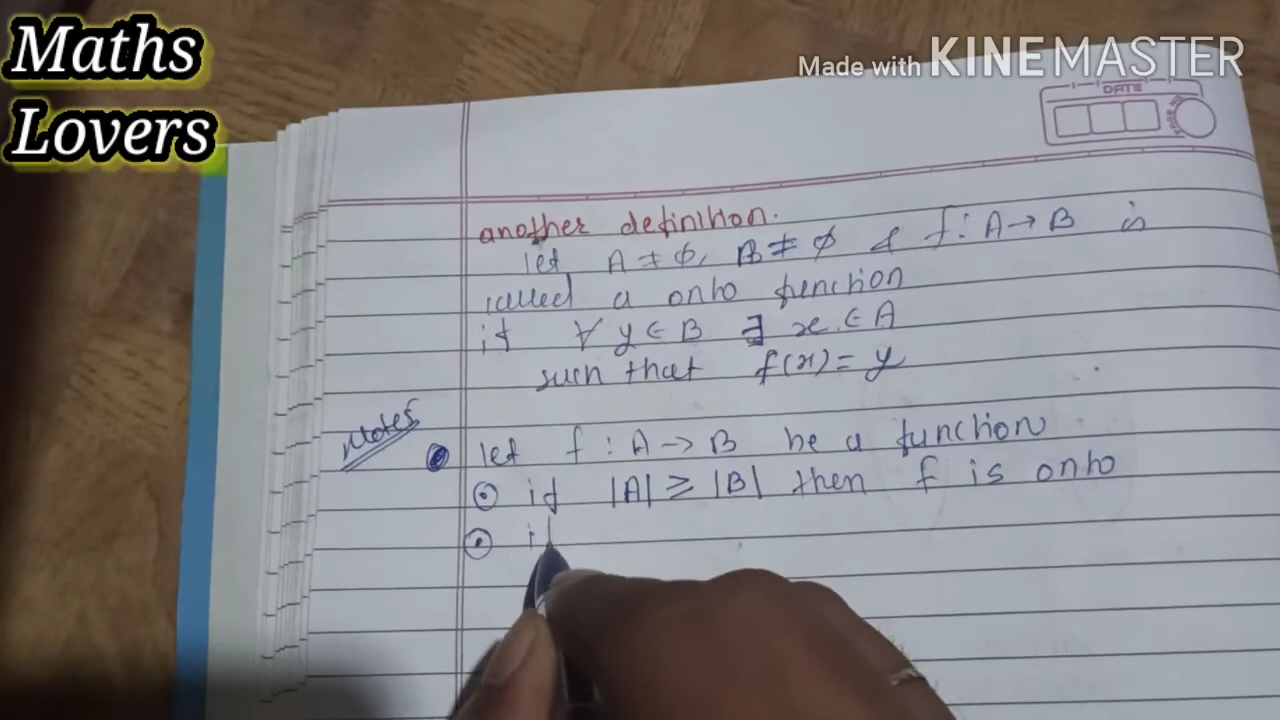 Maths
Lovers
Made with KINEMASTER
DATE
another definition.
let A ≠ ϕ, B ≠ ϕ & f : A → B is
called a onto function
if ∀ y ∈ B ∃ x ∈ A
such that f(x) = y
Notes
let f : A → B be a function
if |A| ≥ |B| then f is onto
if